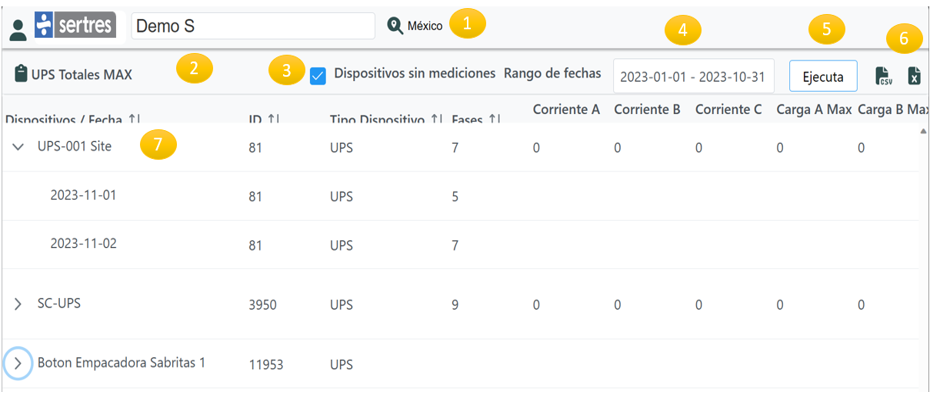 sertres Demo S México 1
UPS Totales MAX 2 3 Dispositivos sin mediciones Rango de fechas 4 2023-01-01 - 2023-10-31 5 Ejecuta 6 CSV X
Dispositivos / Fecha ID Tipo Dispositivo Fases Corriente A Corriente B Corriente C Carga A Max Carga B Max
UPS-001 Site 7 81 UPS 7 0 0 0 0 0
2023-11-01 81 UPS 5
2023-11-02 81 UPS 7
SC-UPS 3950 UPS 9 0 0 0 0 0
Boton Empacadora Sabritas 1 11953 UPS